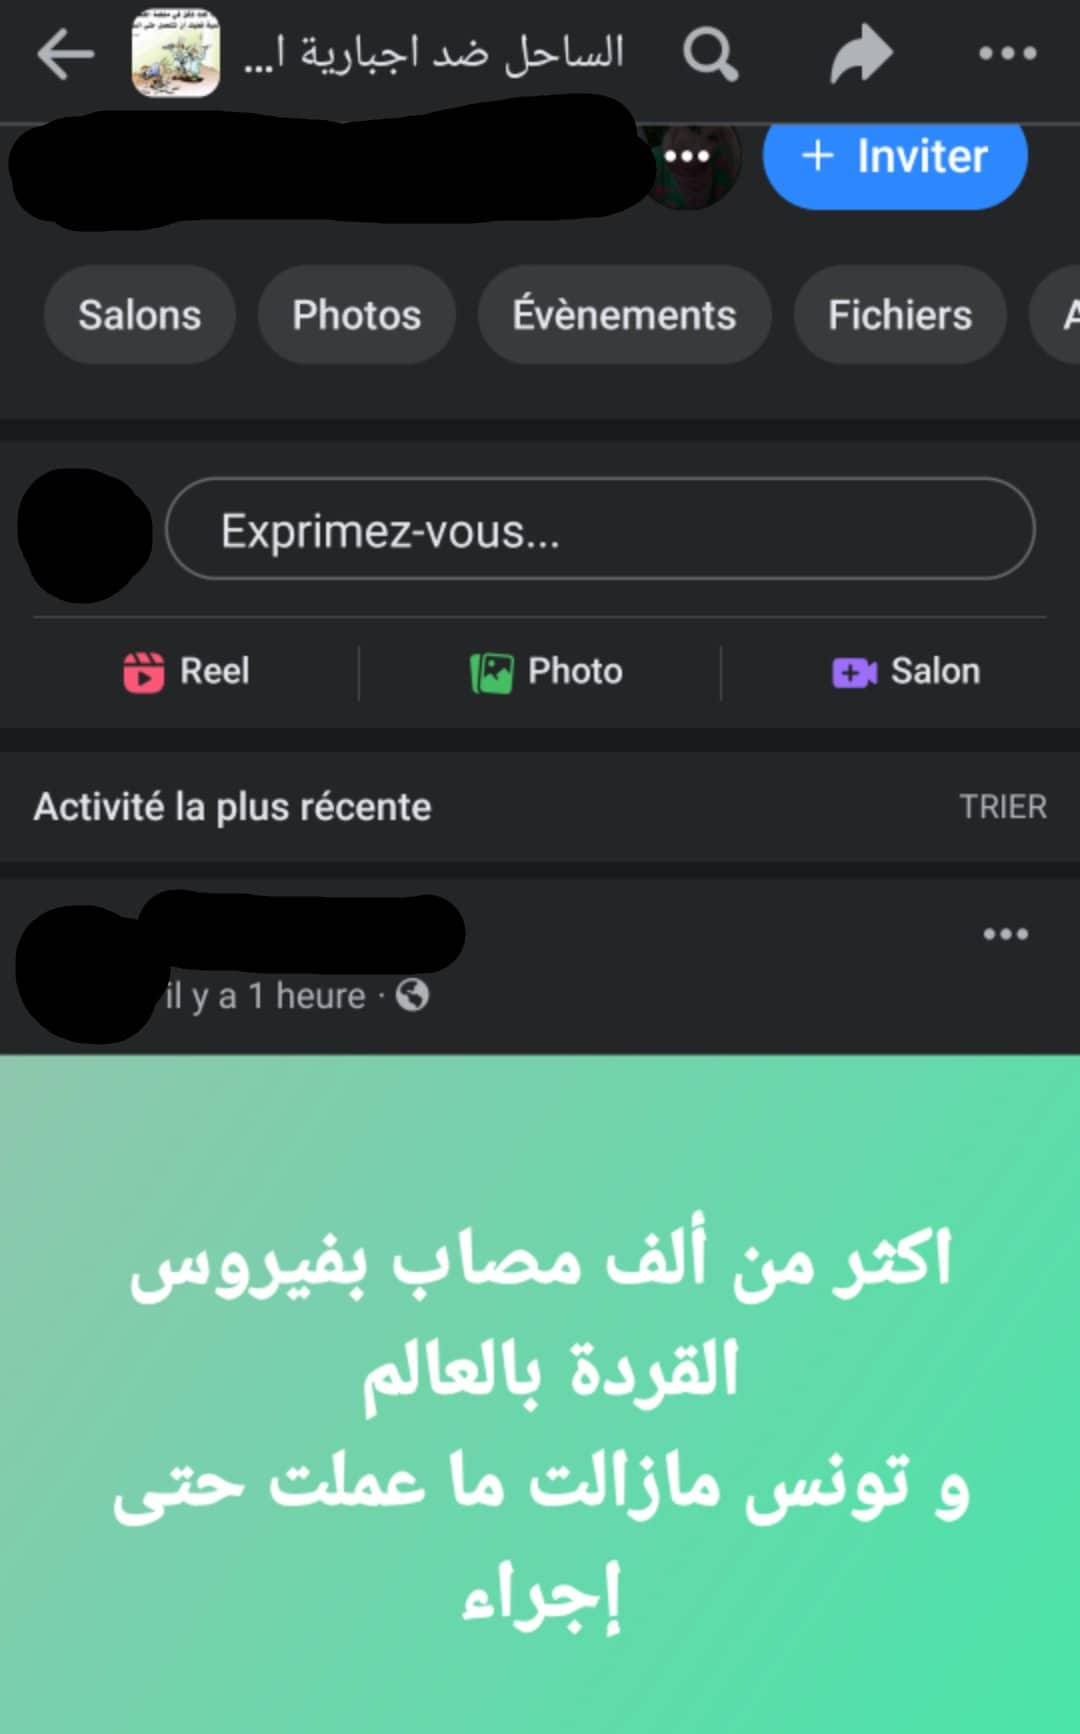 الساحل ضد اجبارية ا...
+ Inviter
Salons Photos Évènements Fichiers A
Exprimez-vous...
Reel Photo Salon
Activité la plus récente TRIER
il y a 1 heure ·
اكثر من ألف مصاب بفيروس
القردة بالعالم
و تونس مازالت ما عملت حتى
إجراء